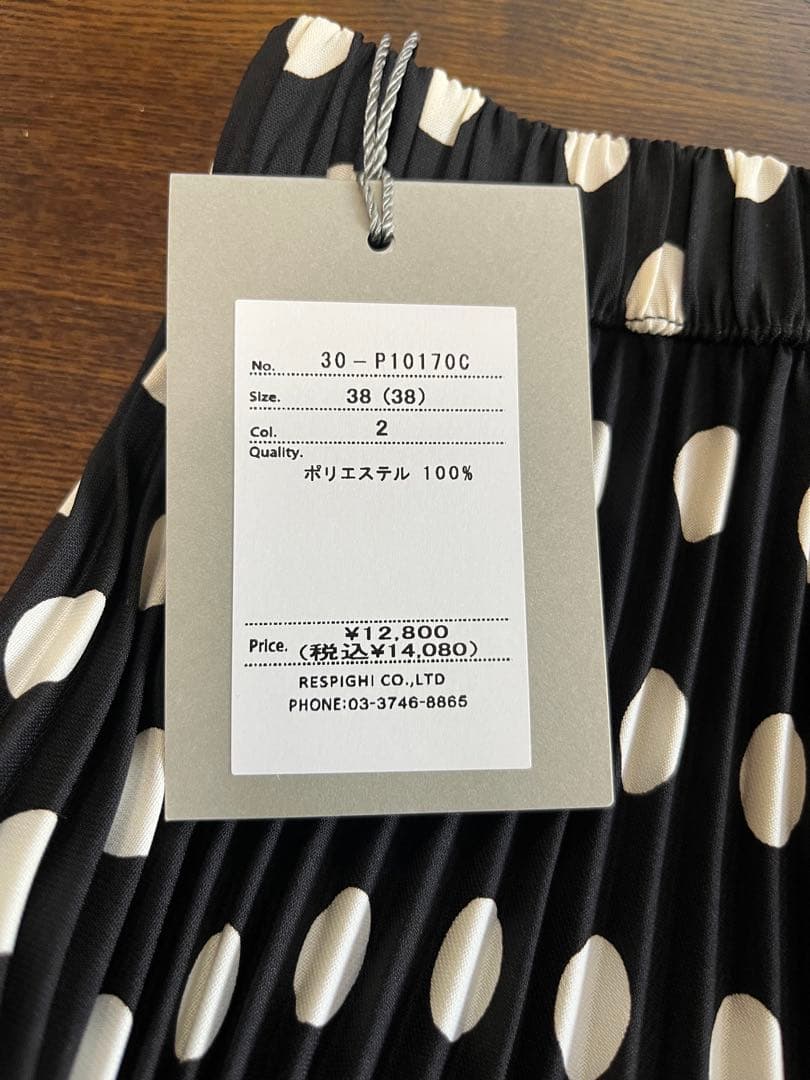 No. 30-P10170C
Size. 38 (38)
Col. 2
Quality.
ポリエステル 100%
¥12,800
Price. (税込¥14,080)
RESPIGHI CO.,LTD
PHONE:03-3746-8865